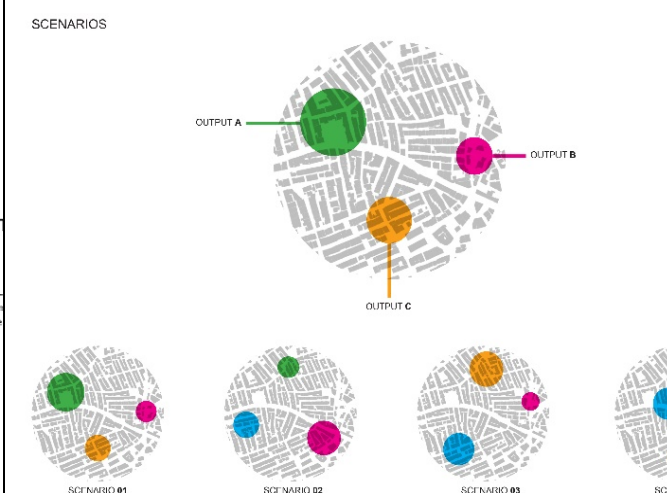 SCENARIOS
OUTPUT A
OUTPUT B
OUTPUT C
SCENARIO 01
SCENARIO 02
SCENARIO 03